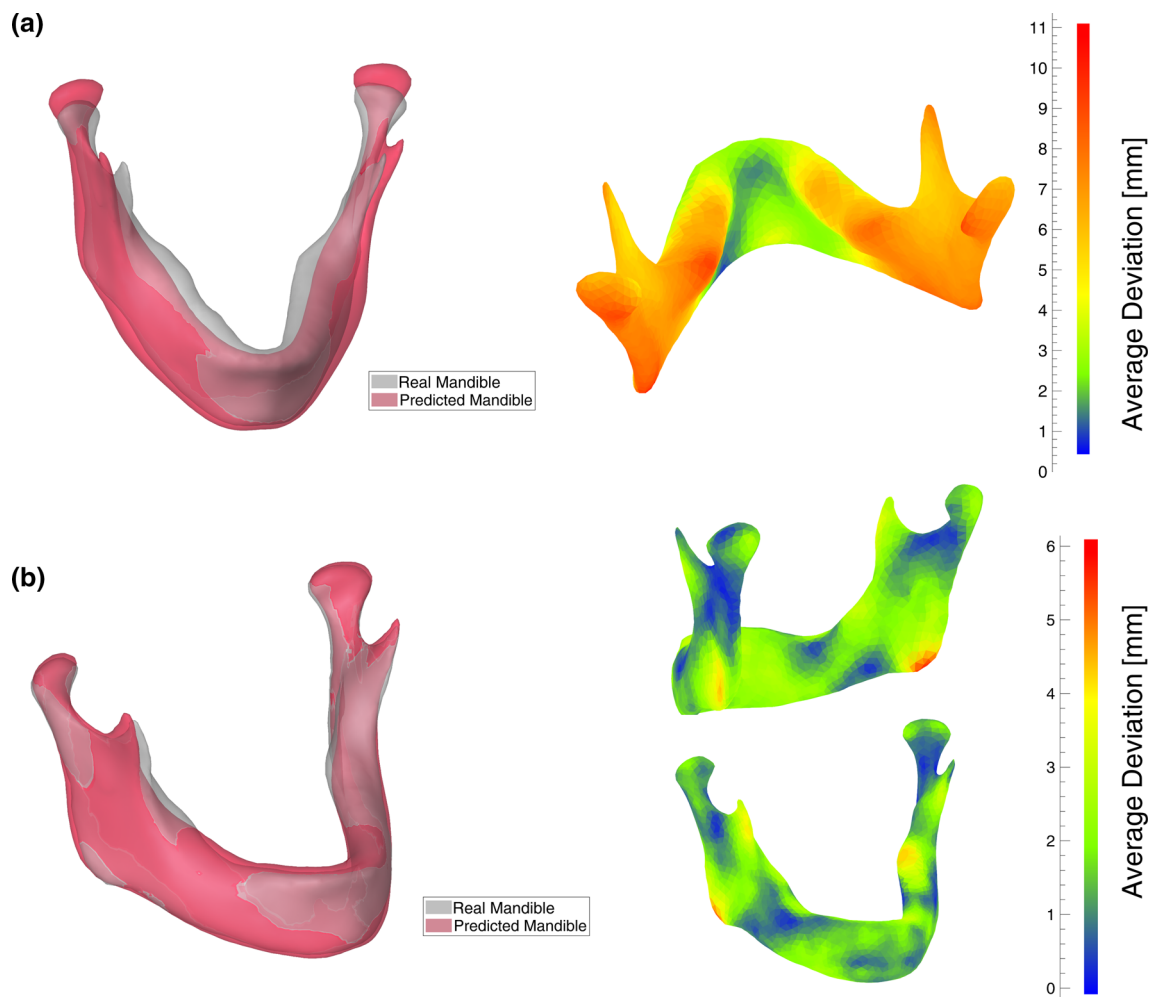 (a)
Real Mandible
Predicted Mandible
11
10
9
8
7
6
5
4
3
2
1
0
Average Deviation [mm]
(b)
Real Mandible
Predicted Mandible
6
5
4
3
2
1
0
Average Deviation [mm]